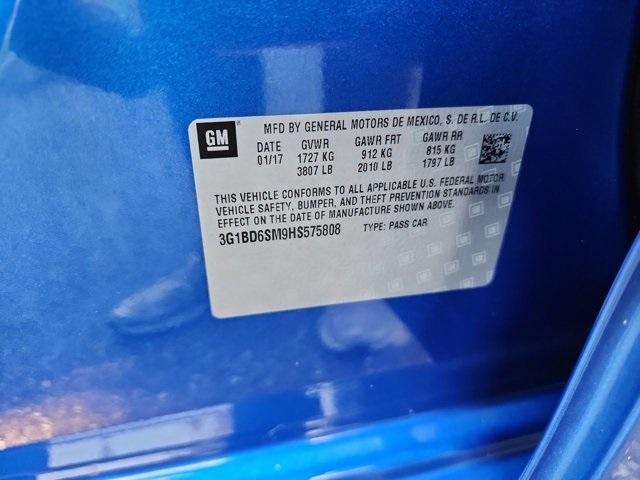 GM
MFD BY GENERAL MOTORS DE MEXICO, S. DE R.L. DE C.V.
DATE GVWR GAWR FRT GAWR RR
01/17 1727 KG 912 KG 815 KG
3807 LB 2010 LB 1797 LB
THIS VEHICLE CONFORMS TO ALL APPLICABLE U.S. FEDERAL MOTOR
VEHICLE SAFETY, BUMPER, AND THEFT PREVENTION STANDARDS IN
EFFECT ON THE DATE OF MANUFACTURE SHOWN ABOVE.
3G1BD6SM9HS575808 TYPE: PASS CAR